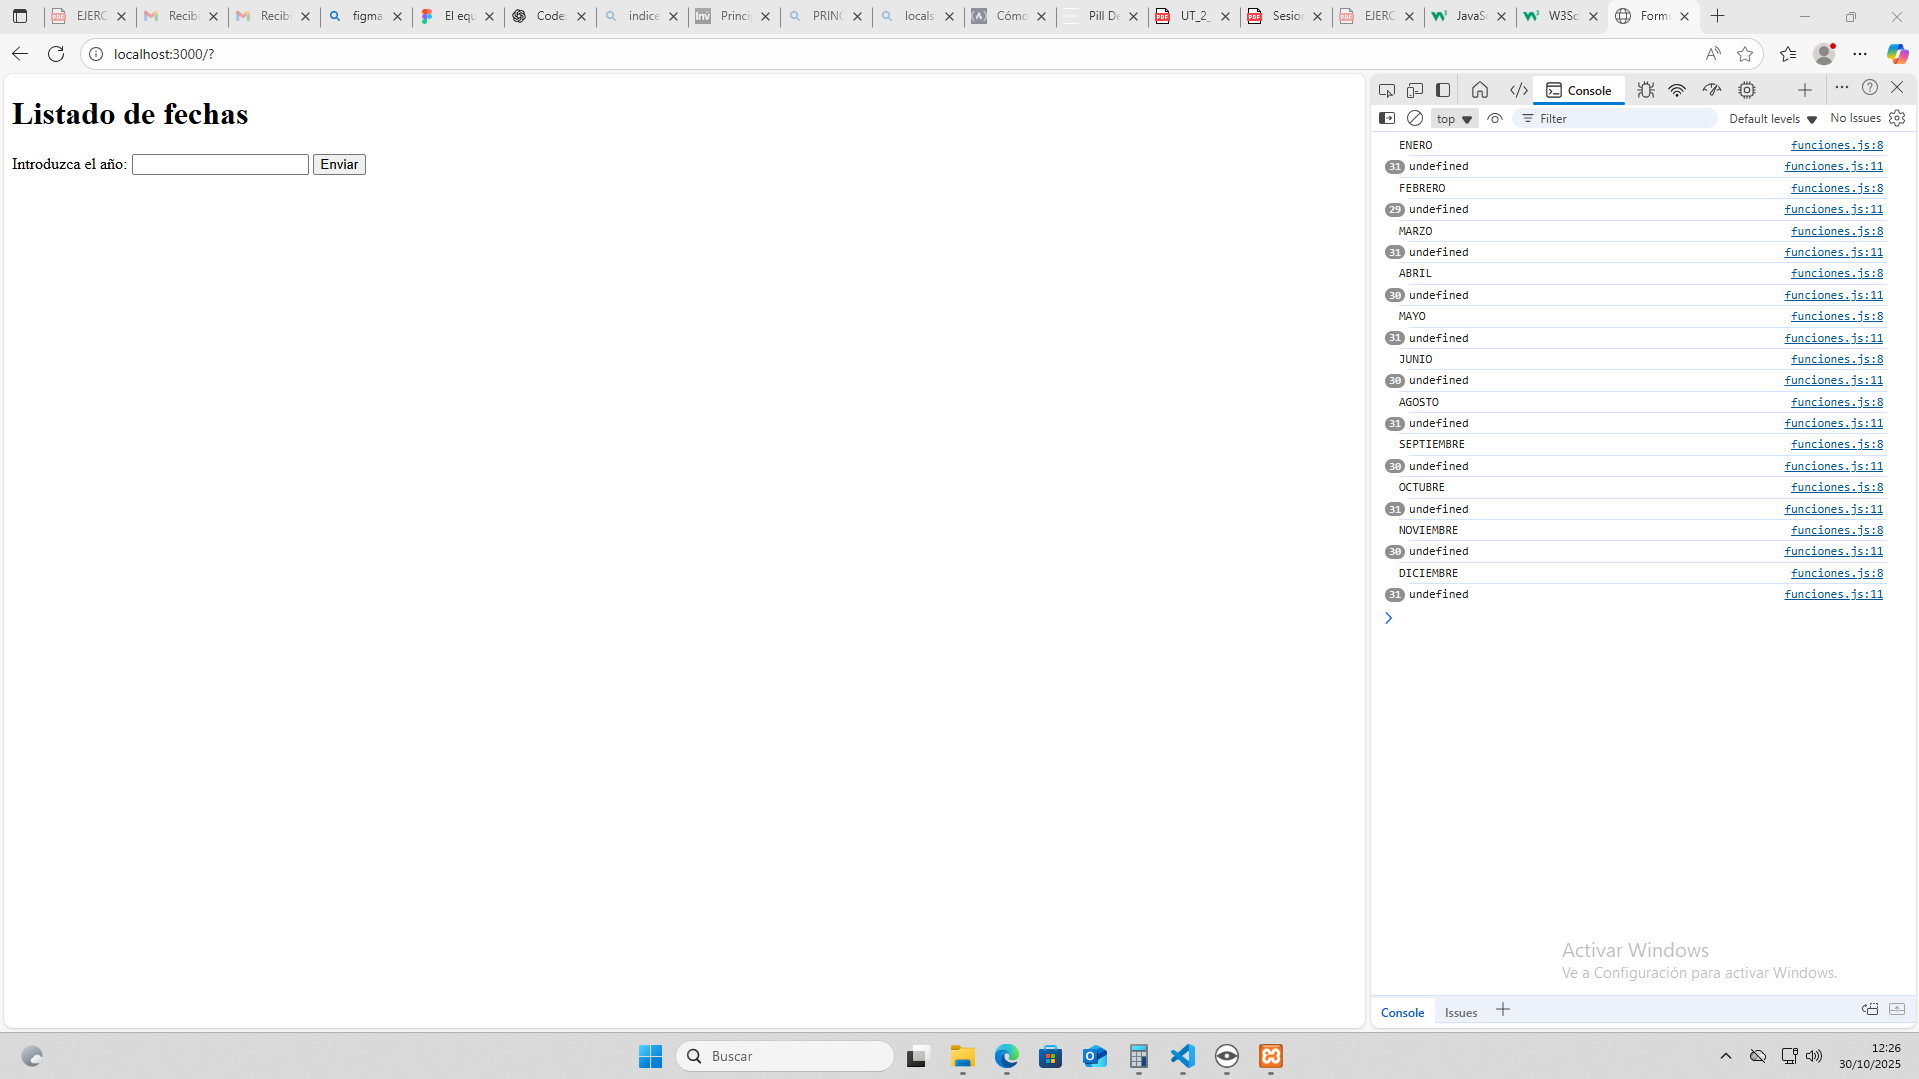 EJERC
Recibi
Recibi
figma
El equ
Codex
indice
Inv
Princi
PRINC
locals
Cómo
Pill De
UT_2_
Sesion
EJERC
JavaSc
W3Sc
Form
localhost:3000/?
Listado de fechas
Introduzca el año:
Enviar
Console
top
Filter
Default levels
No Issues
ENERO funciones.js:8
31 undefined funciones.js:11
FEBRERO funciones.js:8
29 undefined funciones.js:11
MARZO funciones.js:8
31 undefined funciones.js:11
ABRIL funciones.js:8
30 undefined funciones.js:11
MAYO funciones.js:8
31 undefined funciones.js:11
JUNIO funciones.js:8
30 undefined funciones.js:11
AGOSTO funciones.js:8
31 undefined funciones.js:11
SEPTIEMBRE funciones.js:8
30 undefined funciones.js:11
OCTUBRE funciones.js:8
31 undefined funciones.js:11
NOVIEMBRE funciones.js:8
30 undefined funciones.js:11
DICIEMBRE funciones.js:8
31 undefined funciones.js:11
Activar Windows
Ve a Configuración para activar Windows.
Console
Issues
Buscar
12:26
30/10/2025